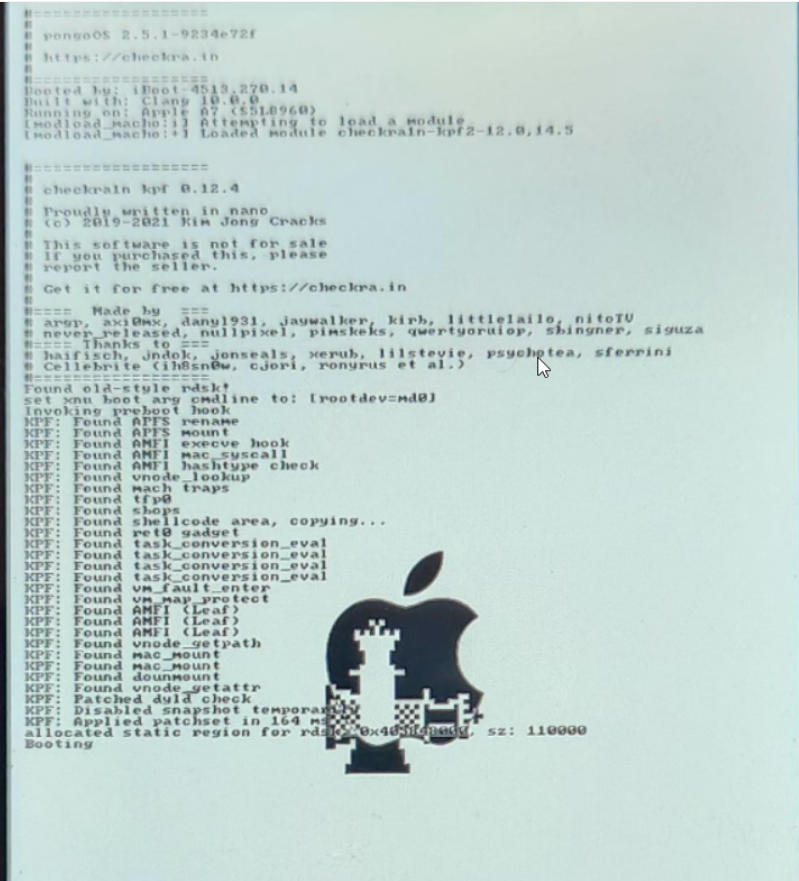 #==================
#
# pongoOS 2.5.1-9234e72f
#
# https://checkra.in
#
#==================
Booted by: iBoot-4513.270.14
Built with: Clang 10.0.0
Running on: Apple A7 (S5L8960)
[modload_macho:i] Attempting to load a module
[modload_macho:+] Loaded module checkra1n-kpf2-12.0,14.5
#==================
#
# checkra1n kpf 0.12.4
#
# Proudly written in nano
# (c) 2019-2021 Kim Jong Cracks
#
# This software is not for sale
# If you purchased this, please
# report the seller.
#
# Get it for free at https://checkra.in
#
#==== Made by ===
# argp, axi0mx, danyl931, jaywalker, kirb, littlelailo, nitoTV
# never_released, nullpixel, pimskeks, qwertyoruiop, sbingner, siguza
#==== Thanks to ===
# haifisch, jndok, jonseals, xerub, lilstevie, psychotea, sferrini
# Cellebrite (ih8sn0w, cjori, ronyrus et al.)
#==================
Found old-style rdsk!
set xnu boot arg cmdline to: [rootdev=md0]
Invoking preboot hook
KPF: Found APFS rename
KPF: Found APFS mount
KPF: Found AMFI execve hook
KPF: Found AMFI mac_syscall
KPF: Found AMFI hashtype check
KPF: Found vnode_lookup
KPF: Found mach traps
KPF: Found tfp0
KPF: Found shops
KPF: Found shellcode area, copying...
KPF: Found ret0 gadget
KPF: Found task_conversion_eval
KPF: Found task_conversion_eval
KPF: Found task_conversion_eval
KPF: Found task_conversion_eval
KPF: Found vm_fault_enter
KPF: Found vm_map_protect
KPF: Found AMFI (Leaf)
KPF: Found AMFI (Leaf)
KPF: Found AMFI (Leaf)
KPF: Found vnode_getpath
KPF: Found mac_mount
KPF: Found mac_mount
KPF: Found dounmount
KPF: Found vnode_getattr
KPF: Patched dyld check
KPF: Disabled snapshot temporarily
KPF: Applied patchset in 164 ms
allocated static region for rdsk: sz: 110000
Booting